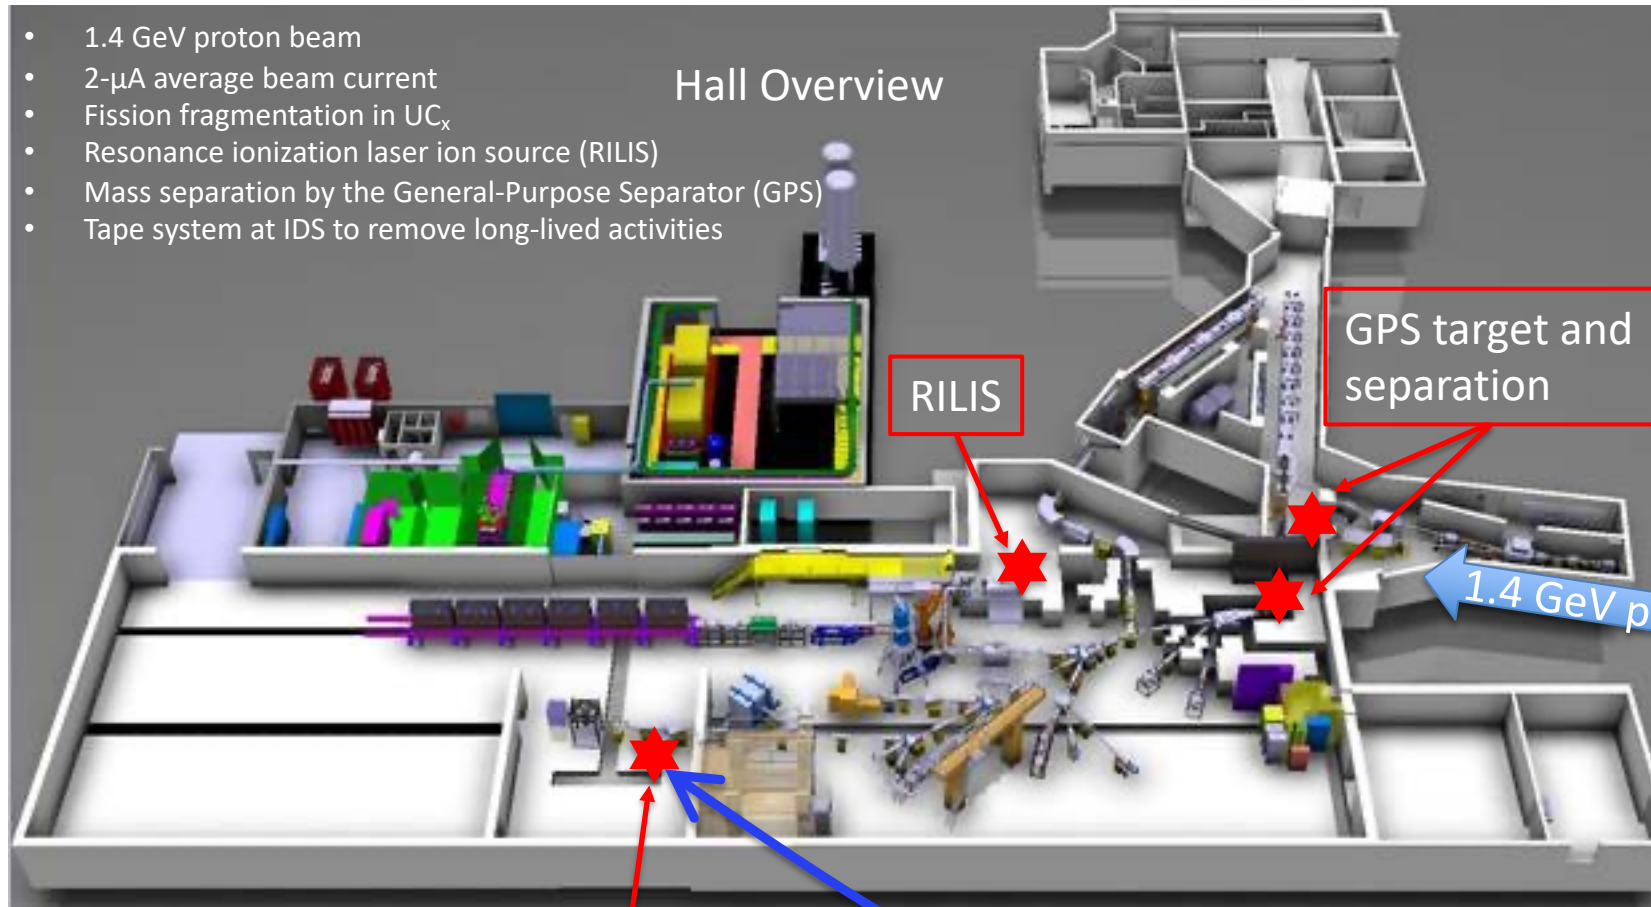 • 1.4 GeV proton beam
• 2-µA average beam current
• Fission fragmentation in UCₓ
• Resonance ionization laser ion source (RILIS)
• Mass separation by the General-Purpose Separator (GPS)
• Tape system at IDS to remove long-lived activities
Hall Overview
RILIS
GPS target and
separation
1.4 GeV p